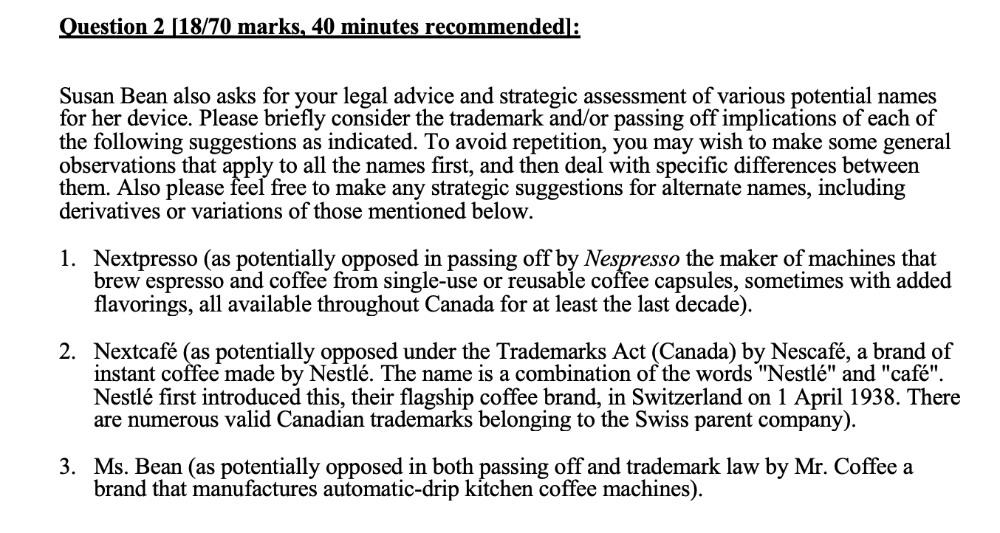 Question 2 [18/70 marks, 40 minutes recommended]:
Susan Bean also asks for your legal advice and strategic assessment of various potential names
for her device. Please briefly consider the trademark and/or passing off implications of each of
the following suggestions as indicated. To avoid repetition, you may wish to make some general
observations that apply to all the names first, and then deal with specific differences between
them. Also please feel free to make any strategic suggestions for alternate names, including
derivatives or variations of those mentioned below.
1. Nextpresso (as potentially opposed in passing off by Nespresso the maker of machines that
brew espresso and coffee from single-use or reusable coffee capsules, sometimes with added
flavorings, all available throughout Canada for at least the last decade).
2. Nextcafé (as potentially opposed under the Trademarks Act (Canada) by Nescafé, a brand of
instant coffee made by Nestlé. The name is a combination of the words "Nestlé" and "café".
Nestlé first introduced this, their flagship coffee brand, in Switzerland on 1 April 1938. There
are numerous valid Canadian trademarks belonging to the Swiss parent company).
3. Ms. Bean (as potentially opposed in both passing off and trademark law by Mr. Coffee a
brand that manufactures automatic-drip kitchen coffee machines).